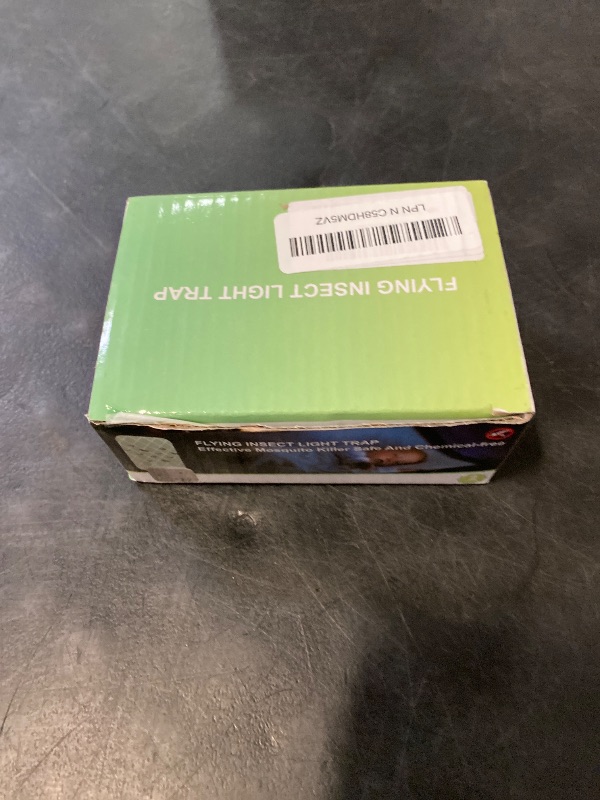 LPN N C58HDMSVZ
FLYING INSECT LIGHT TRAP
FLYING INSECT LIGHT TRAP
Effective Mosquito Killer Safe And Chemical-free